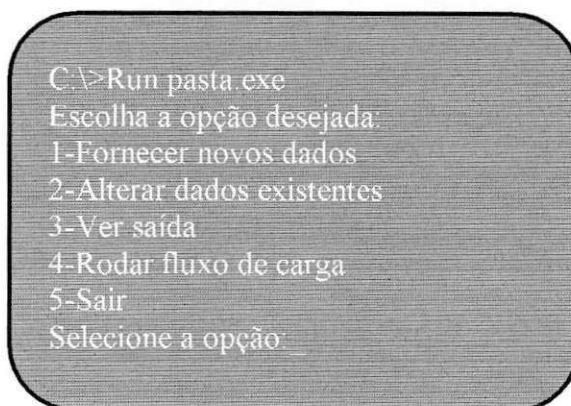 C:\>Run pasta.exe
Escolha a opção desejada:
1-Fornecer novos dados
2-Alterar dados existentes
3-Ver saída
4-Rodar fluxo de carga
5-Sair
Selecione a opção:_